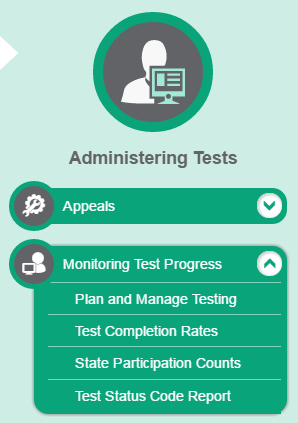 Administering Tests
Appeals
Monitoring Test Progress
Plan and Manage Testing
Test Completion Rates
State Participation Counts
Test Status Code Report